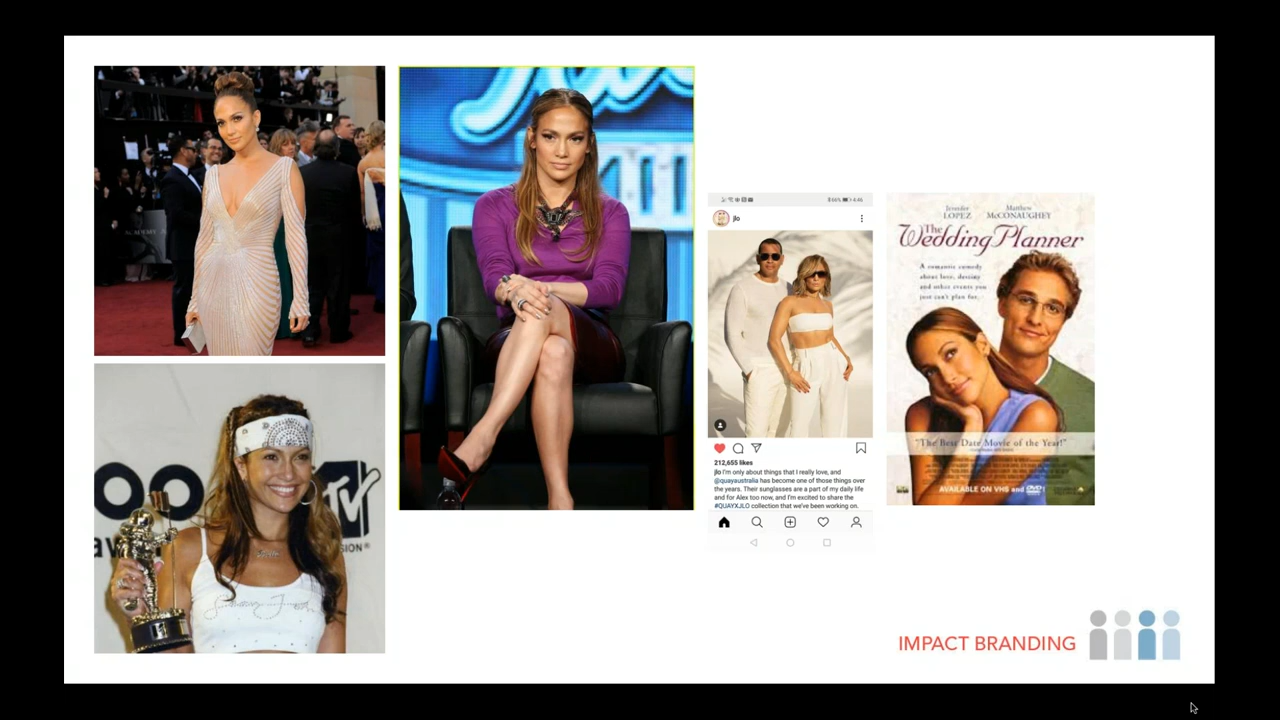 MTV
jlo
212,655 likes
jlo I'm only about things that I really love, and
@quayaustralia has become one of those things over
the years. Their sunglasses are a part of my daily life
and for Alex too now, and I'm excited to share the
#QUAYXJLO collection that we've been working on.
Jennifer LOPEZ
Matthew McCONAUGHEY
The
Wedding Planner
A romantic comedy
about love, destiny
and other events you
just can't plan for.
"The Best Date Movie of the Year!"
AVAILABLE ON VHS and DVD!
IMPACT BRANDING